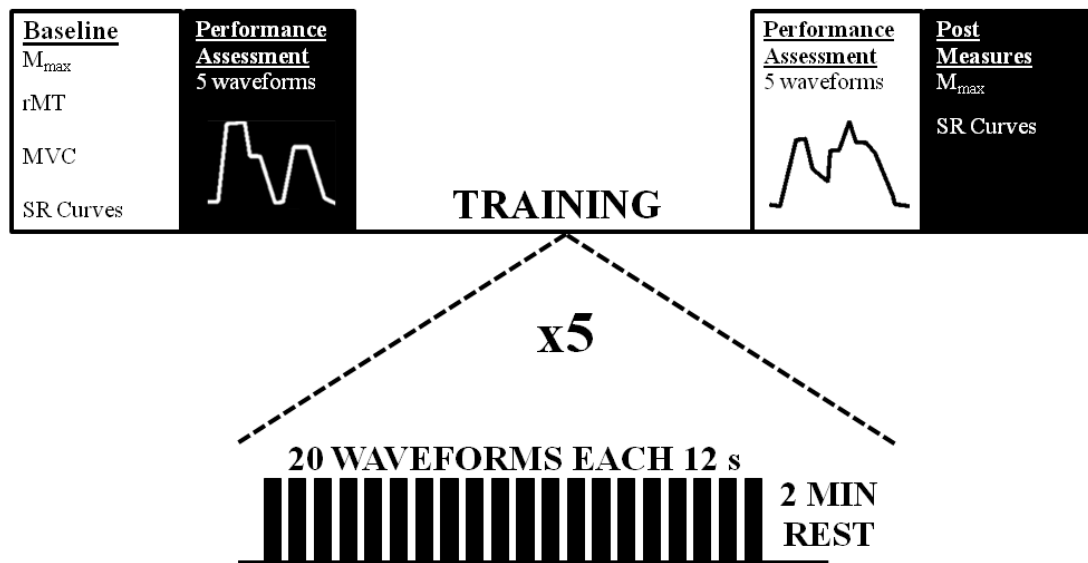 Baseline
Mmax
rMT
MVC
SR Curves
Performance
Assessment
5 waveforms
TRAINING
Performance
Assessment
5 waveforms
Post
Measures
Mmax
SR Curves
x5
20 WAVEFORMS EACH 12 s
2 MIN
REST